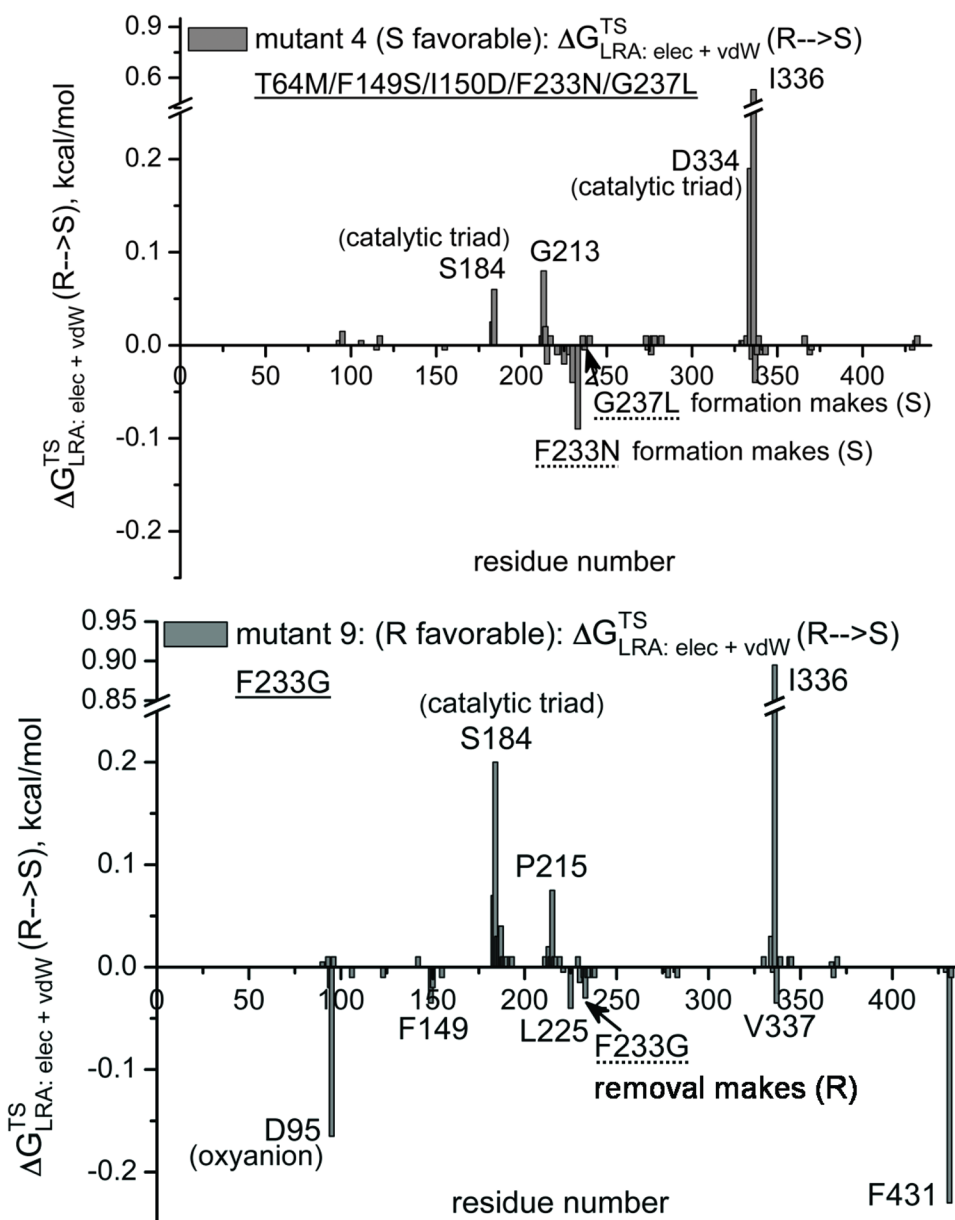 mutant 4 (S favorable): ΔG^TS_LRA: elec + vdW (R-->S)
T64M/F149S/I150D/F233N/G237L
ΔG^TS_LRA: elec + vdW (R-->S), kcal/mol
0.9
0.6
0.2
0.1
0.0
-0.1
-0.2
I336
D334
(catalytic triad)
(catalytic triad)
S184
G213
0 50 100 150 200 250 300 350 400
G237L formation makes (S)
F233N formation makes (S)
residue number
mutant 9: (R favorable): ΔG^TS_LRA: elec + vdW (R-->S)
F233G
ΔG^TS_LRA: elec + vdW (R-->S), kcal/mol
0.95
0.90
0.85
0.2
0.1
0.0
-0.1
-0.2
I336
(catalytic triad)
S184
P215
0 50 100 150 200 250 300 350 400
F149
L225
V337
F233G
removal makes (R)
D95
(oxyanion)
F431
residue number